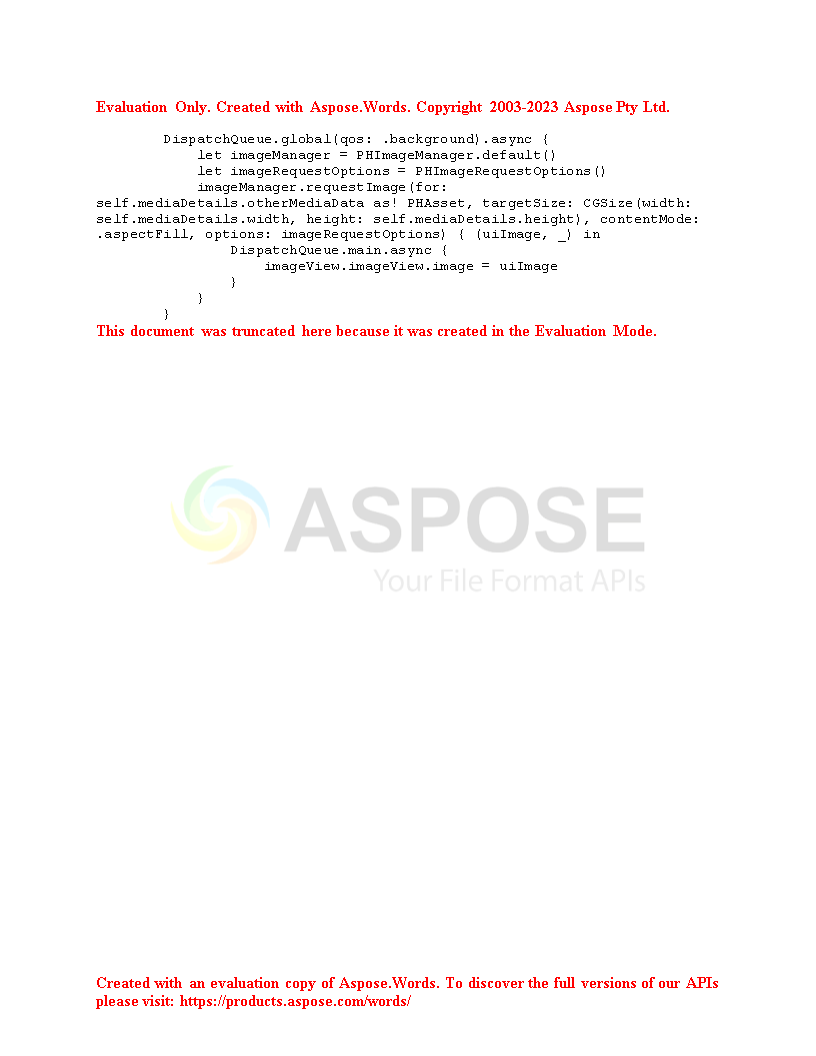 Evaluation Only. Created with Aspose.Words. Copyright 2003-2023 Aspose Pty Ltd.
        DispatchQueue.global(qos: .background).async {
            let imageManager = PHImageManager.default()
            let imageRequestOptions = PHImageRequestOptions()
            imageManager.requestImage(for:
self.mediaDetails.otherMediaData as! PHAsset, targetSize: CGSize(width:
self.mediaDetails.width, height: self.mediaDetails.height), contentMode:
.aspectFill, options: imageRequestOptions) { (uiImage, _) in
                DispatchQueue.main.async {
                    imageView.imageView.image = uiImage
                }
            }
        }
This document was truncated here because it was created in the Evaluation Mode.
ASPOSE
Your File Format APIs
Created with an evaluation copy of Aspose.Words. To discover the full versions of our APIs
please visit: https://products.aspose.com/words/